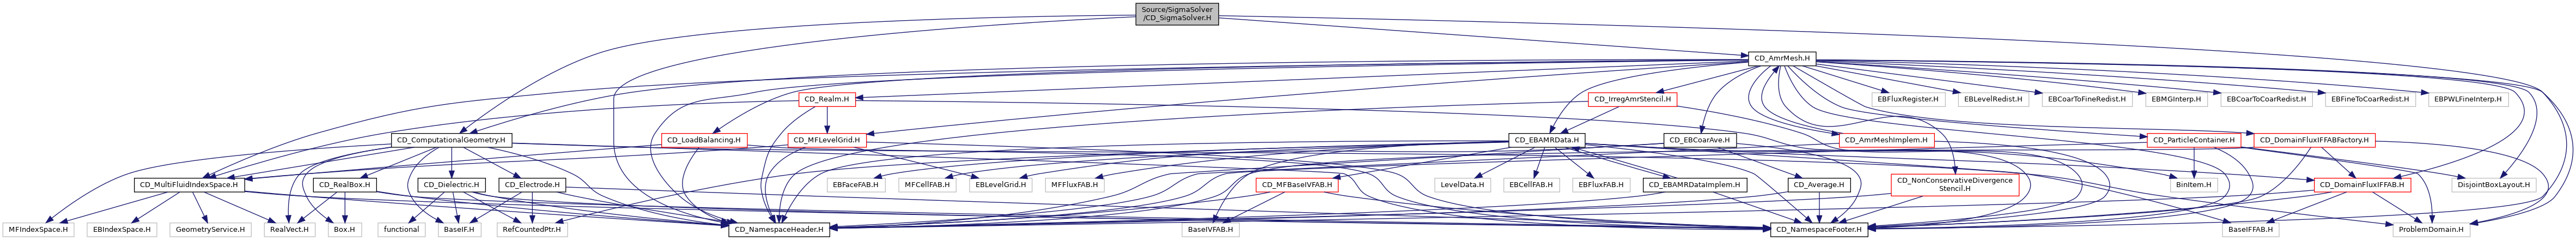 Source/SigmaSolver
/CD_SigmaSolver.H
CD_AmrMesh.H
CD_Realm.H
CD_IrregAmrStencil.H
EBFluxRegister.H
EBLevelRedist.H
EBCoarToFineRedist.H
EBMGInterp.H
EBCoarToCoarRedist.H
EBFineToCoarRedist.H
EBPWLFineInterp.H
CD_ComputationalGeometry.H
CD_LoadBalancing.H
CD_MFLevelGrid.H
CD_EBAMRData.H
CD_EBCoarAve.H
CD_AmrMeshImplem.H
CD_ParticleContainer.H
CD_DomainFluxIFFABFactory.H
CD_MultiFluidIndexSpace.H
CD_RealBox.H
CD_Dielectric.H
CD_Electrode.H
EBFaceFAB.H
MFCellFAB.H
EBLevelGrid.H
MFFluxFAB.H
CD_MFBaseIVFAB.H
LevelData.H
EBCellFAB.H
EBFluxFAB.H
CD_EBAMRDataImplem.H
CD_Average.H
CD_NonConservativeDivergence
Stencil.H
BinItem.H
CD_DomainFluxIFFAB.H
DisjointBoxLayout.H
MFIndexSpace.H
EBIndexSpace.H
GeometryService.H
RealVect.H
Box.H
functional
BaseIF.H
RefCountedPtr.H
CD_NamespaceHeader.H
BaseIVFAB.H
CD_NamespaceFooter.H
BaseIFFAB.H
ProblemDomain.H